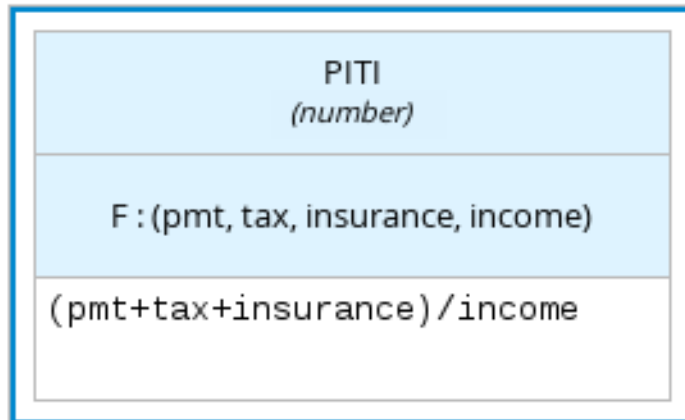 PITI
(number)
F : (pmt, tax, insurance, income)
(pmt+tax+insurance)/income